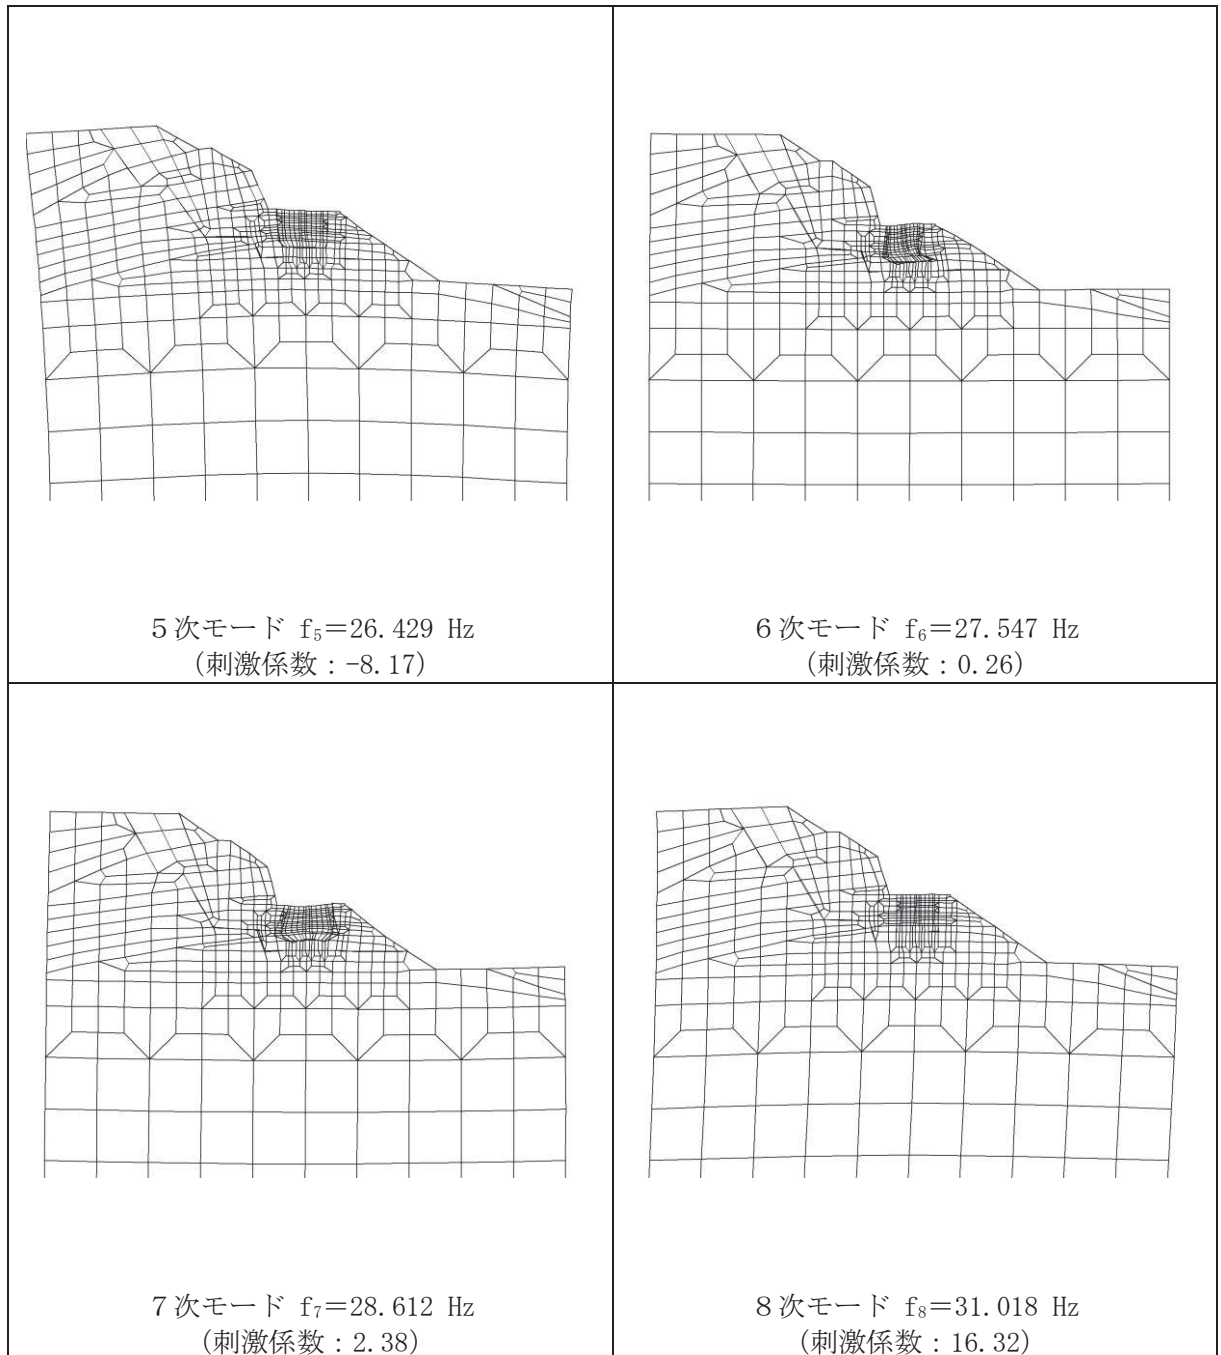 5次モード f₅=26.429 Hz
(刺激係数：-8.17)
6次モード f₆=27.547 Hz
(刺激係数：0.26)
7次モード f₇=28.612 Hz
(刺激係数：2.38)
8次モード f₈=31.018 Hz
(刺激係数：16.32)